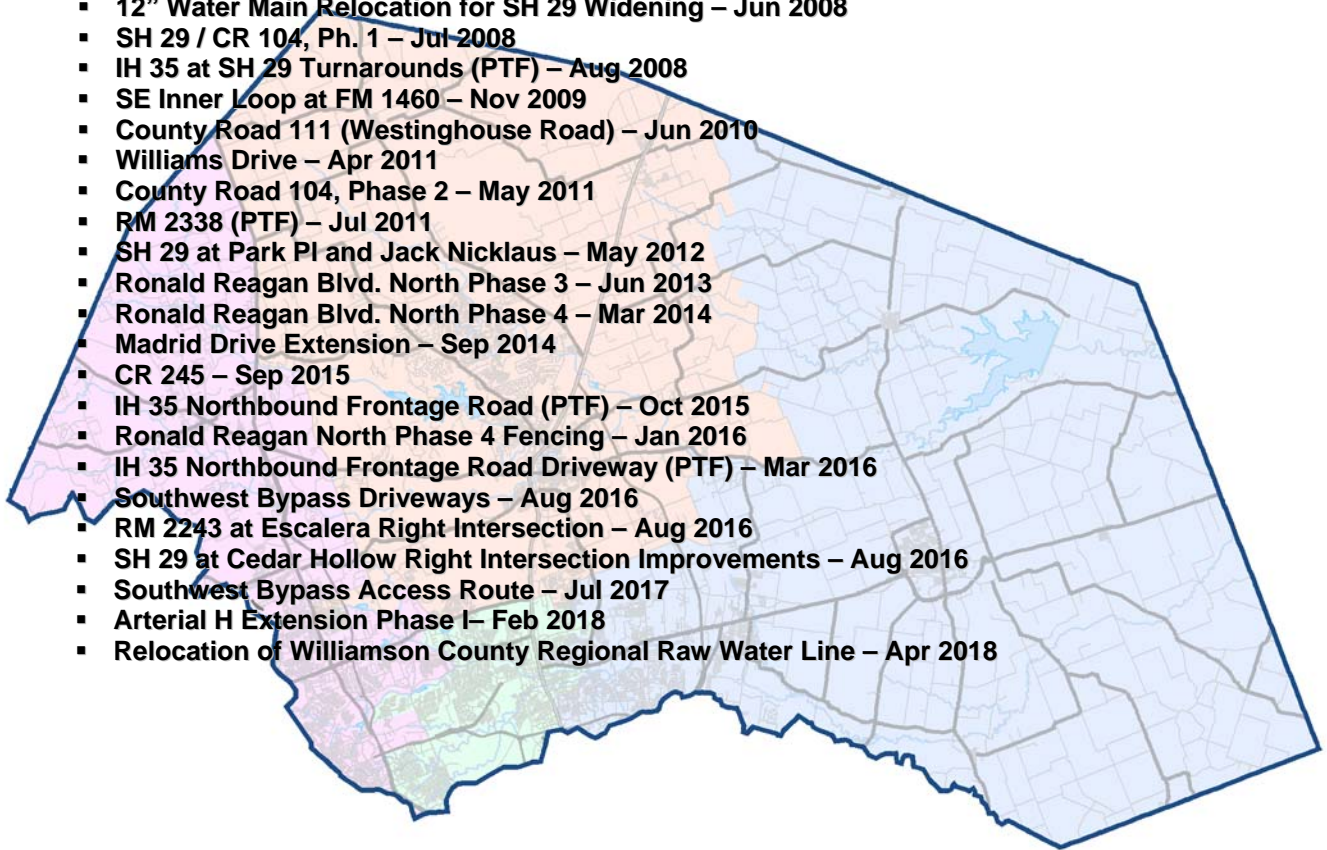 ▪ 12” Water Main Relocation for SH 29 Widening – Jun 2008
▪ SH 29 / CR 104, Ph. 1 – Jul 2008
▪ IH 35 at SH 29 Turnarounds (PTF) – Aug 2008
▪ SE Inner Loop at FM 1460 – Nov 2009
▪ County Road 111 (Westinghouse Road) – Jun 2010
▪ Williams Drive – Apr 2011
▪ County Road 104, Phase 2 – May 2011
▪ RM 2338 (PTF) – Jul 2011
▪ SH 29 at Park Pl and Jack Nicklaus – May 2012
▪ Ronald Reagan Blvd. North Phase 3 – Jun 2013
▪ Ronald Reagan Blvd. North Phase 4 – Mar 2014
▪ Madrid Drive Extension – Sep 2014
▪ CR 245 – Sep 2015
▪ IH 35 Northbound Frontage Road (PTF) – Oct 2015
▪ Ronald Reagan North Phase 4 Fencing – Jan 2016
▪ IH 35 Northbound Frontage Road Driveway (PTF) – Mar 2016
▪ Southwest Bypass Driveways – Aug 2016
▪ RM 2243 at Escalera Right Intersection – Aug 2016
▪ SH 29 at Cedar Hollow Right Intersection Improvements – Aug 2016
▪ Southwest Bypass Access Route – Jul 2017
▪ Arterial H Extension Phase I– Feb 2018
▪ Relocation of Williamson County Regional Raw Water Line – Apr 2018